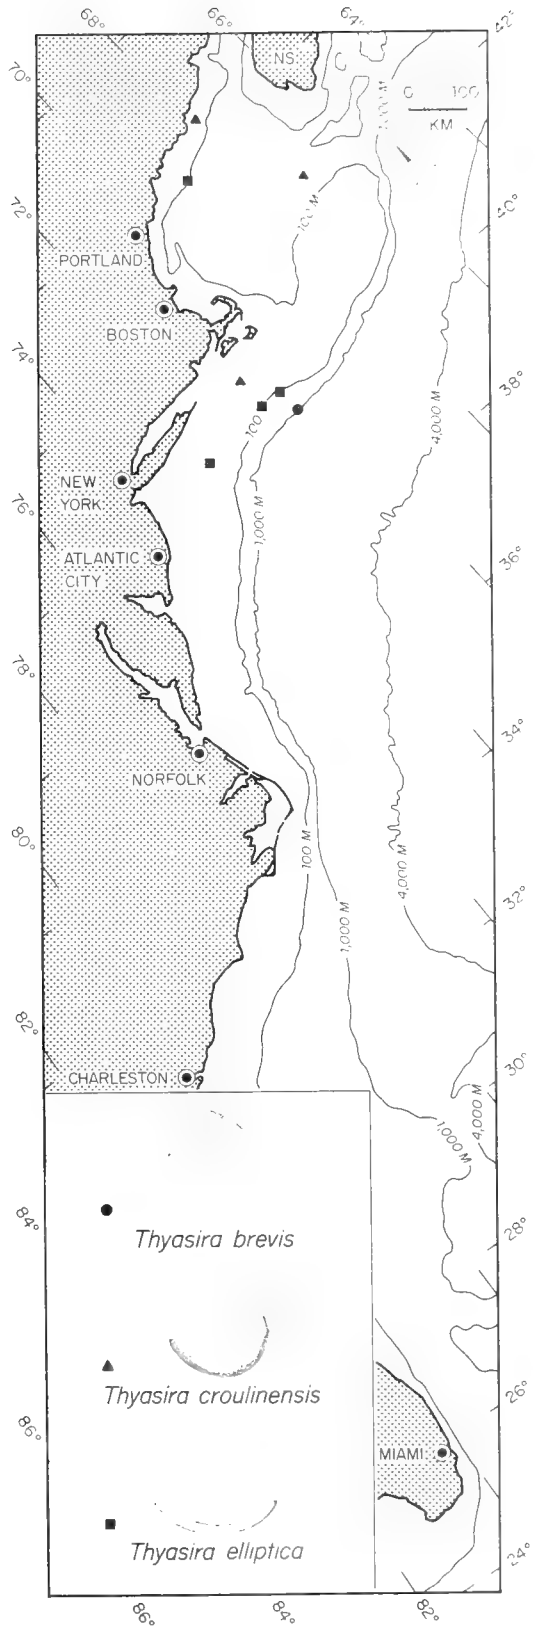 68°
66°
64°
42°
70°
NS.
0 100
KM
1,000 M
100 M
72°
40°
PORTLAND
BOSTON
74°
38°
4,000 M
100
NEW
YORK
76°
1,000 M
36°
ATLANTIC
CITY
78°
34°
NORFOLK
80°
100 M
4,000 M
32°
1,000 M
82°
30°
CHARLESTON
4,000 M
1,000 M
84°
Thyasira brevis
28°
Thyasira croulinensis
26°
86°
MIAMI
Thyasira elliptica
24°
86°
84°
82°